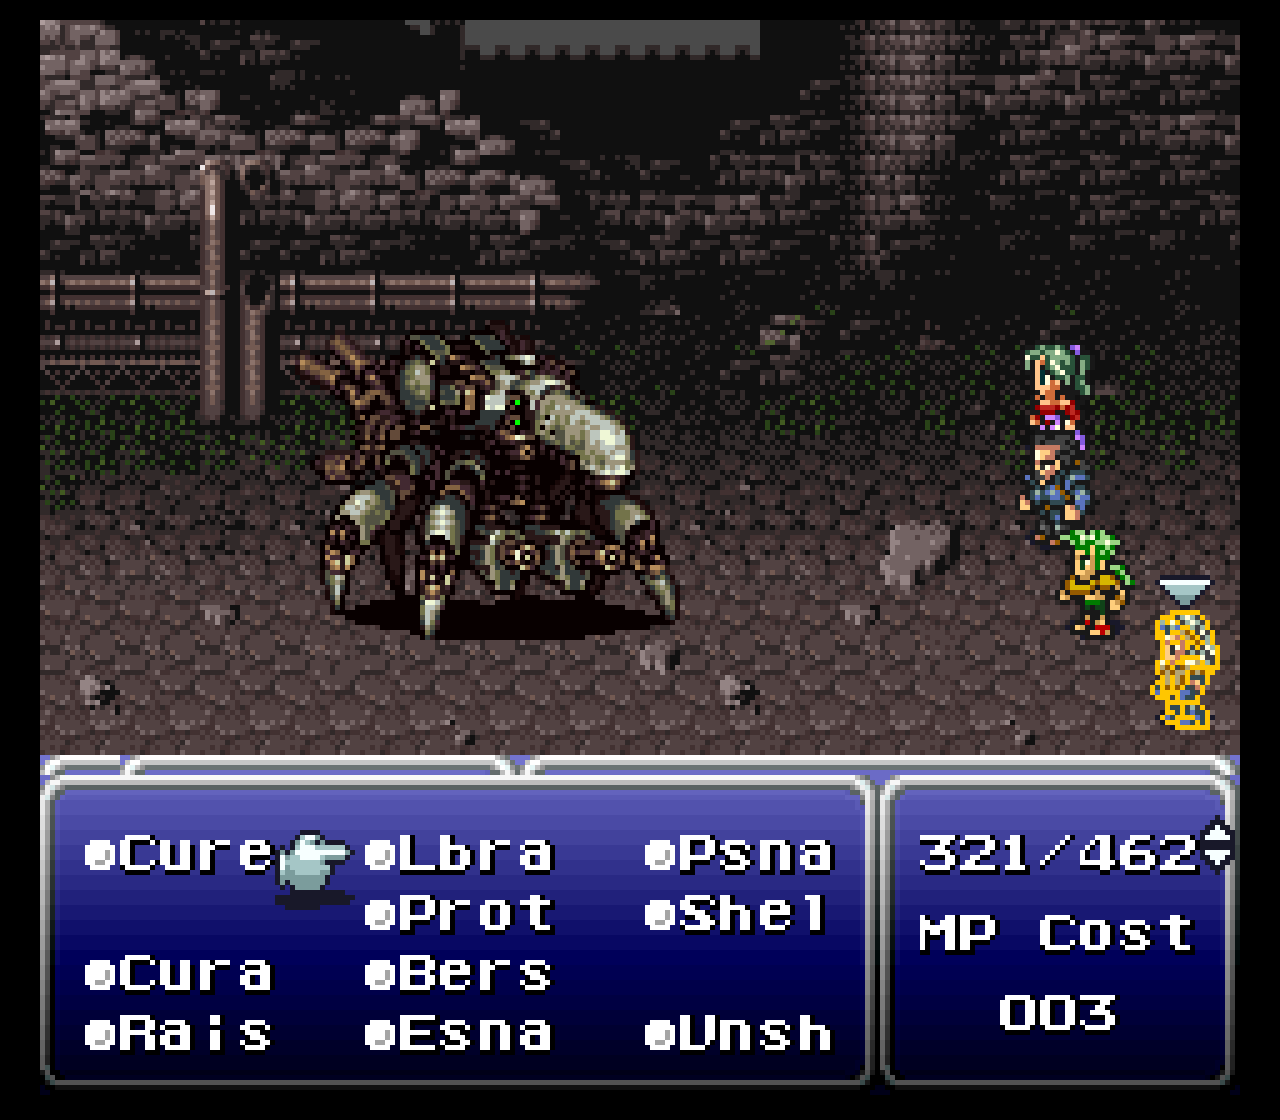 Cure Lbra Psna 321/462
Prot Shel
MP Cost
Cura Bers
003
Rais Esna Unsh